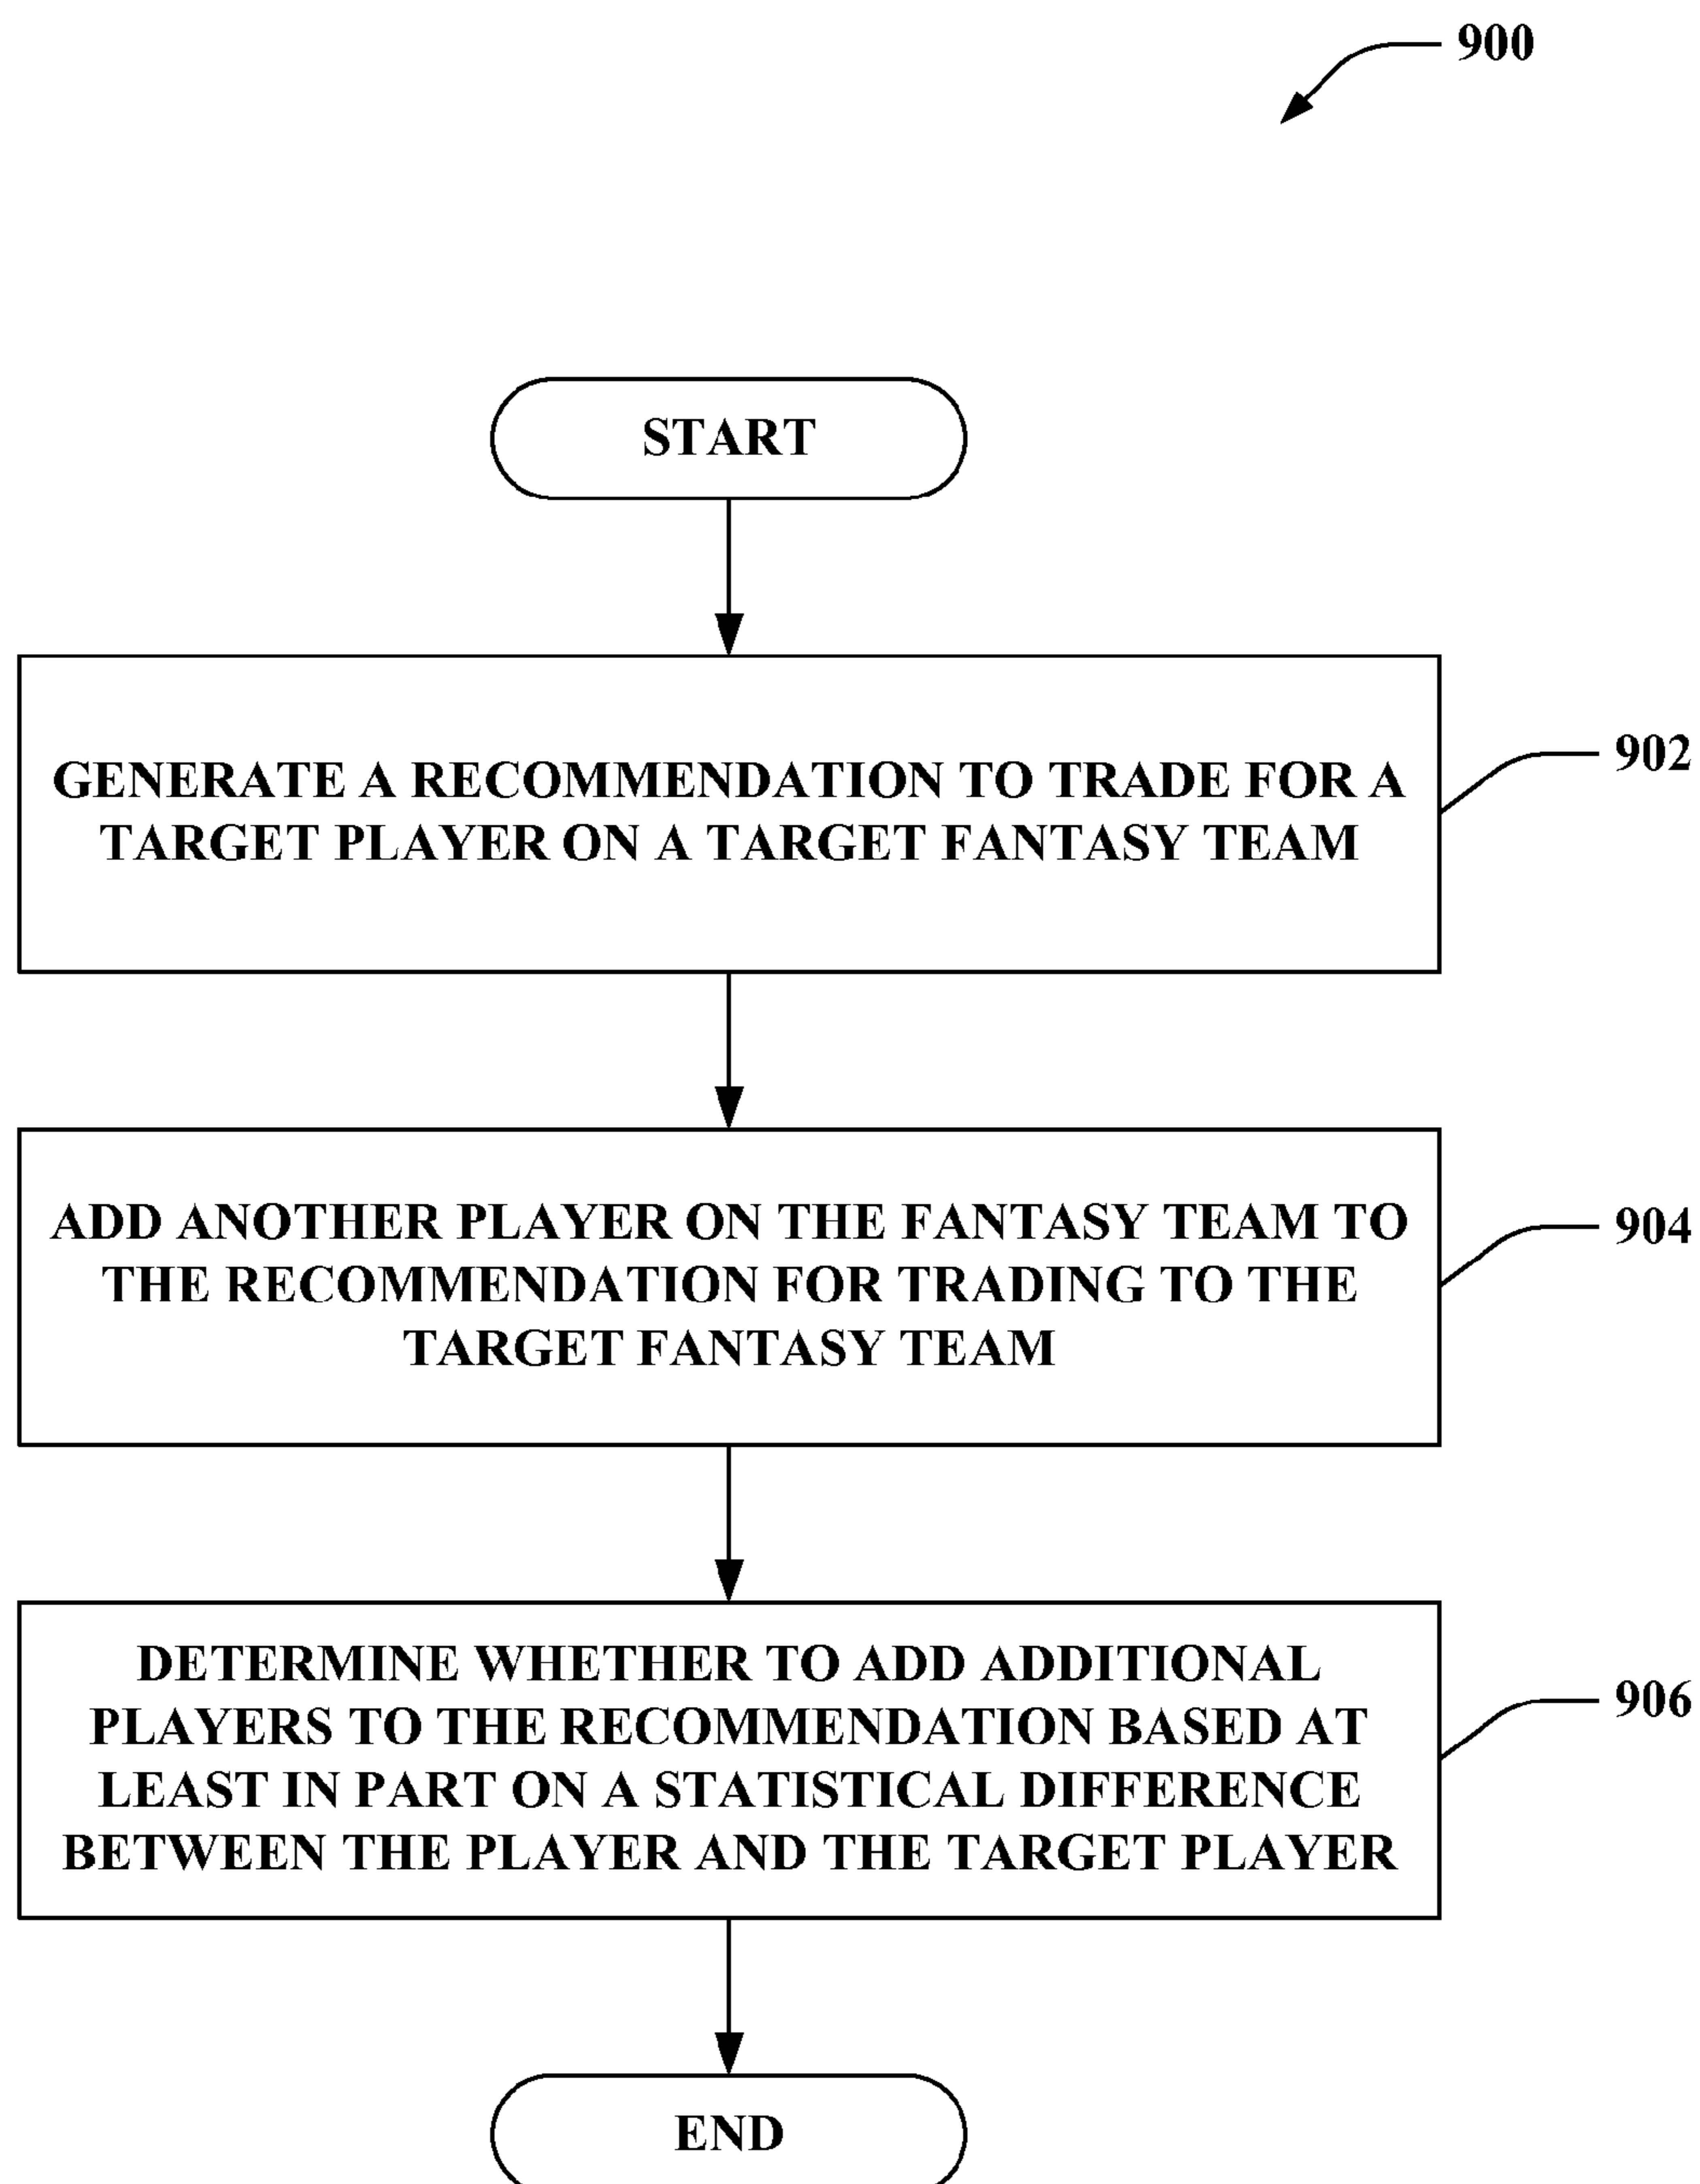 900
START
GENERATE A RECOMMENDATION TO TRADE FOR A
TARGET PLAYER ON A TARGET FANTASY TEAM
902
ADD ANOTHER PLAYER ON THE FANTASY TEAM TO
THE RECOMMENDATION FOR TRADING TO THE
TARGET FANTASY TEAM
904
DETERMINE WHETHER TO ADD ADDITIONAL
PLAYERS TO THE RECOMMENDATION BASED AT
LEAST IN PART ON A STATISTICAL DIFFERENCE
BETWEEN THE PLAYER AND THE TARGET PLAYER
906
END